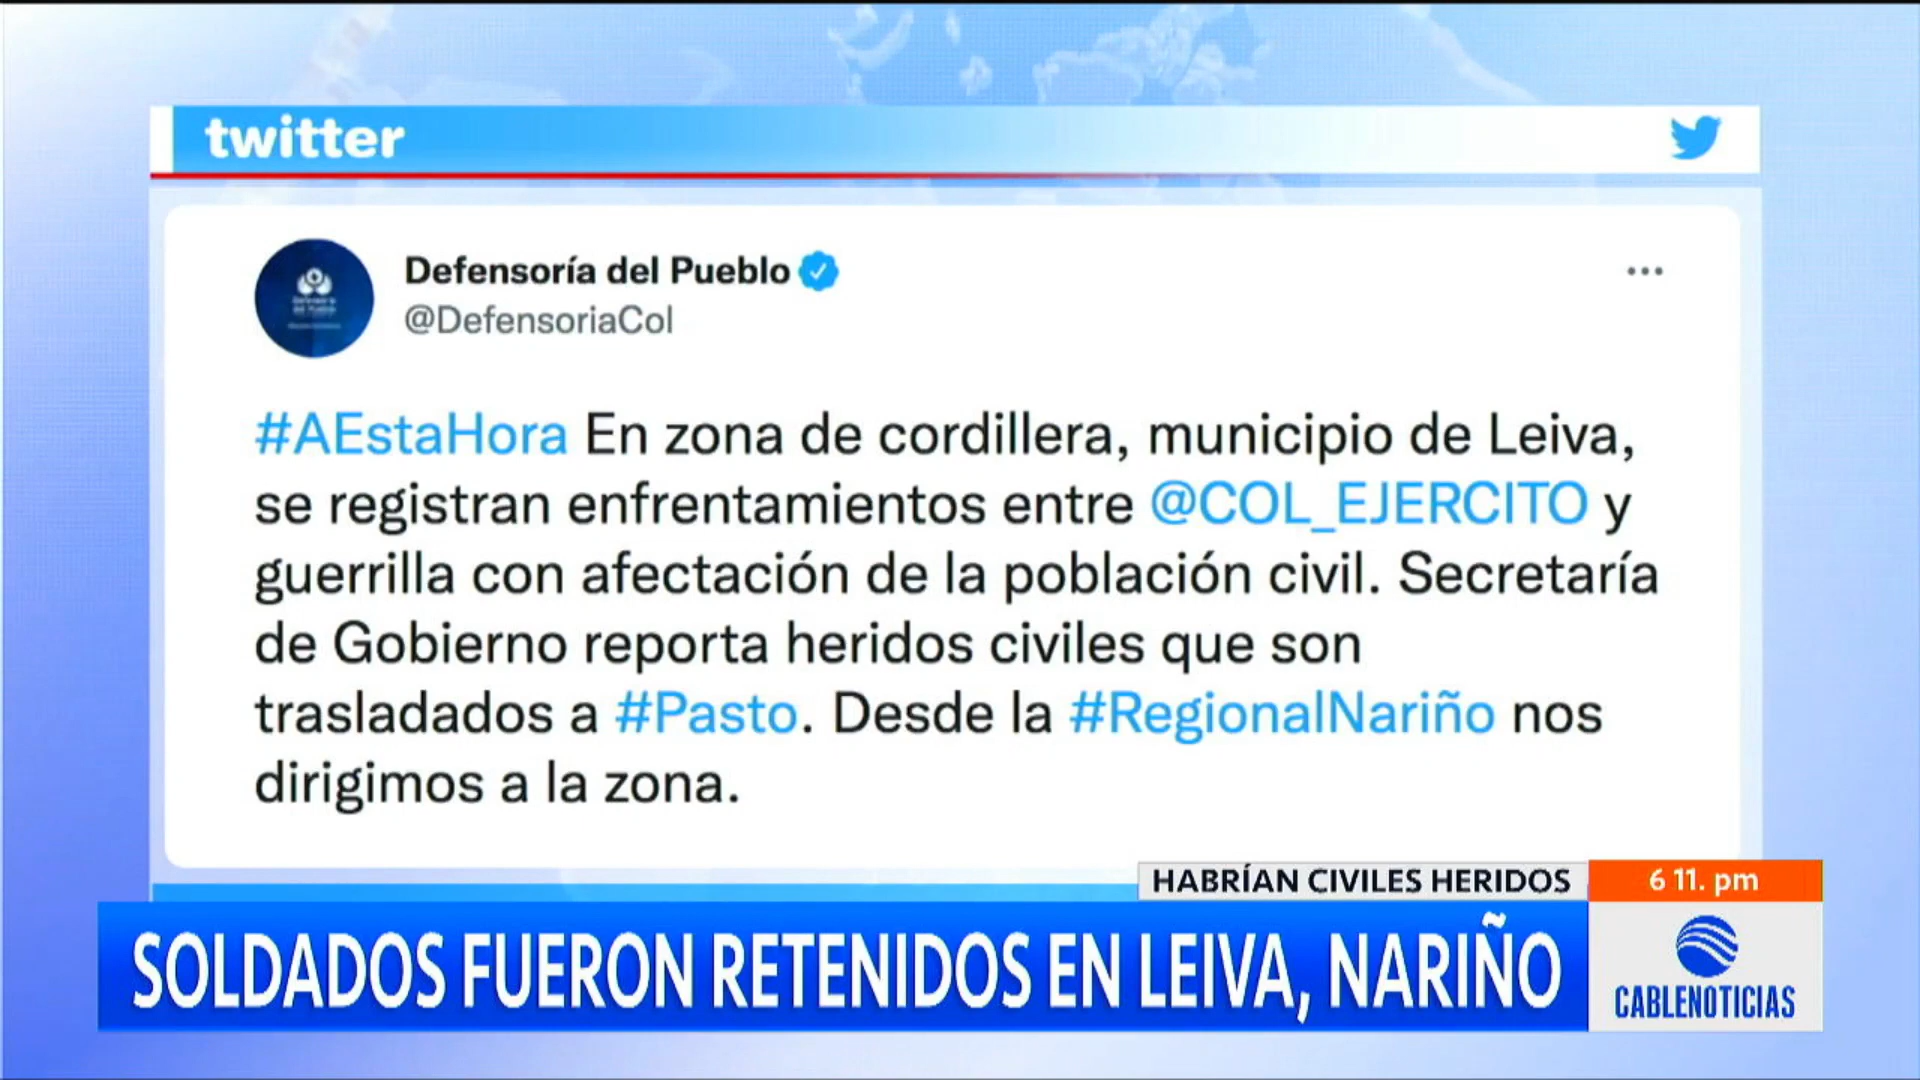 twitter
Defensoría del Pueblo
@DefensoriaCol
#AEstaHora En zona de cordillera, municipio de Leiva,
se registran enfrentamientos entre @COL_EJERCITO y
guerrilla con afectación de la población civil. Secretaría
de Gobierno reporta heridos civiles que son
trasladados a #Pasto. Desde la #RegionalNariño nos
dirigimos a la zona.
HABRÍAN CIVILES HERIDOS
6 11. pm
SOLDADOS FUERON RETENIDOS EN LEIVA, NARIÑO
CABLENOTICIAS